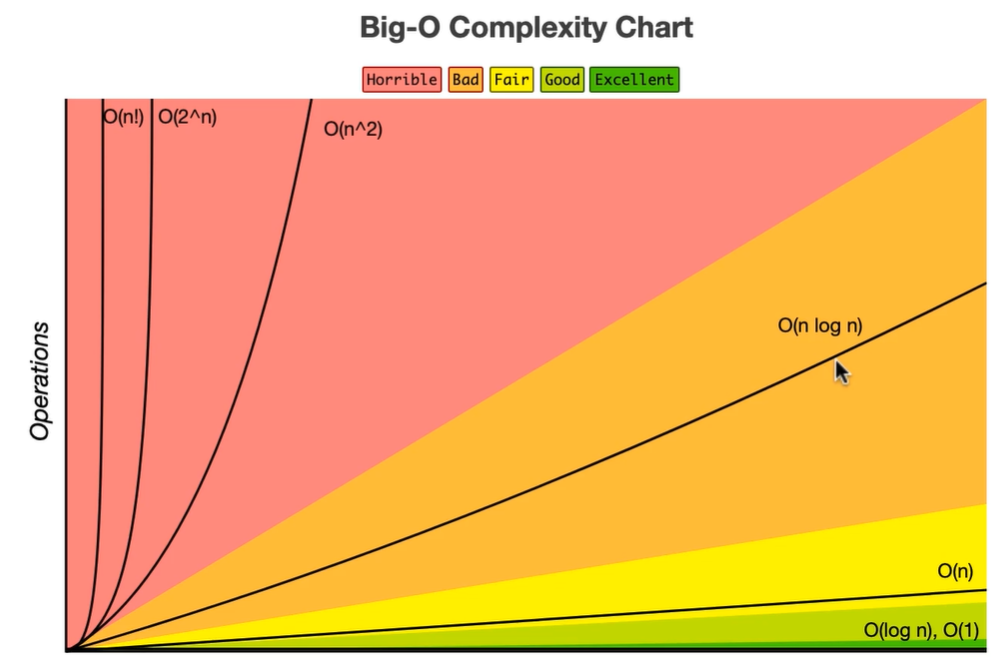 Big-O Complexity Chart
Horrible Bad Fair Good Excellent
O(n!) O(2^n)
O(n^2)
O(n log n)
Operations
O(n)
O(log n), O(1)